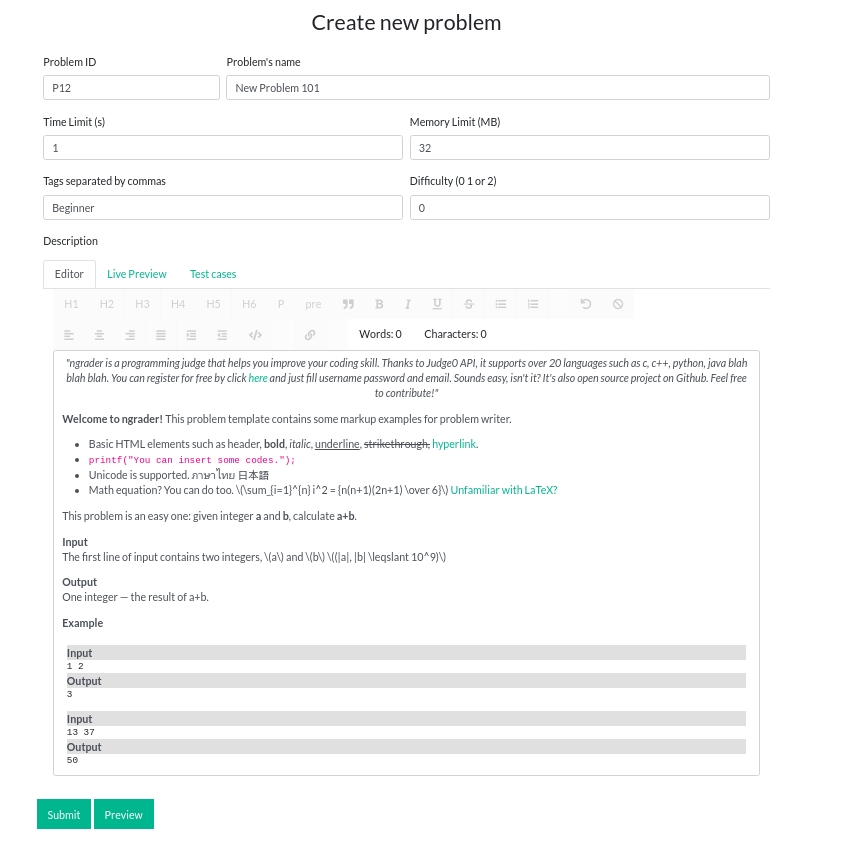 Create new problem
Problem ID Problem's name
P12 New Problem 101
Time Limit (s) Memory Limit (MB)
1 32
Tags separated by commas Difficulty (0 1 or 2)
Beginner 0
Description
Editor Live Preview Test cases
H1 H2 H3 H4 H5 H6 P pre B I U S
Words: 0 Characters: 0
"ngrader is a programming judge that helps you improve your coding skill. Thanks to Judge0 API, it supports over 20 languages such as c, c++, python, java blah
blah blah. You can register for free by click here and just fill username password and email. Sounds easy, isn't it? It's also open source project on Github. Feel free
to contribute!"
Welcome to ngrader! This problem template contains some markup examples for problem writer.
Basic HTML elements such as header, bold, italic, underline, strikethrough, hyperlink.
printf("You can insert some codes.");
Unicode is supported. ภาษาไทย 日本語
Math equation? You can do too. \(\sum_{i=1}^{n} i^2 = {n(n+1)(2n+1) \over 6}\) Unfamiliar with LaTeX?
This problem is an easy one: given integer a and b, calculate a+b.
Input
The first line of input contains two integers, \(a\) and \(b\) \((|a|, |b| \leqslant 10^9)\)
Output
One integer — the result of a+b.
Example
Input
1 2
Output
3
Input
13 37
Output
50
Submit Preview